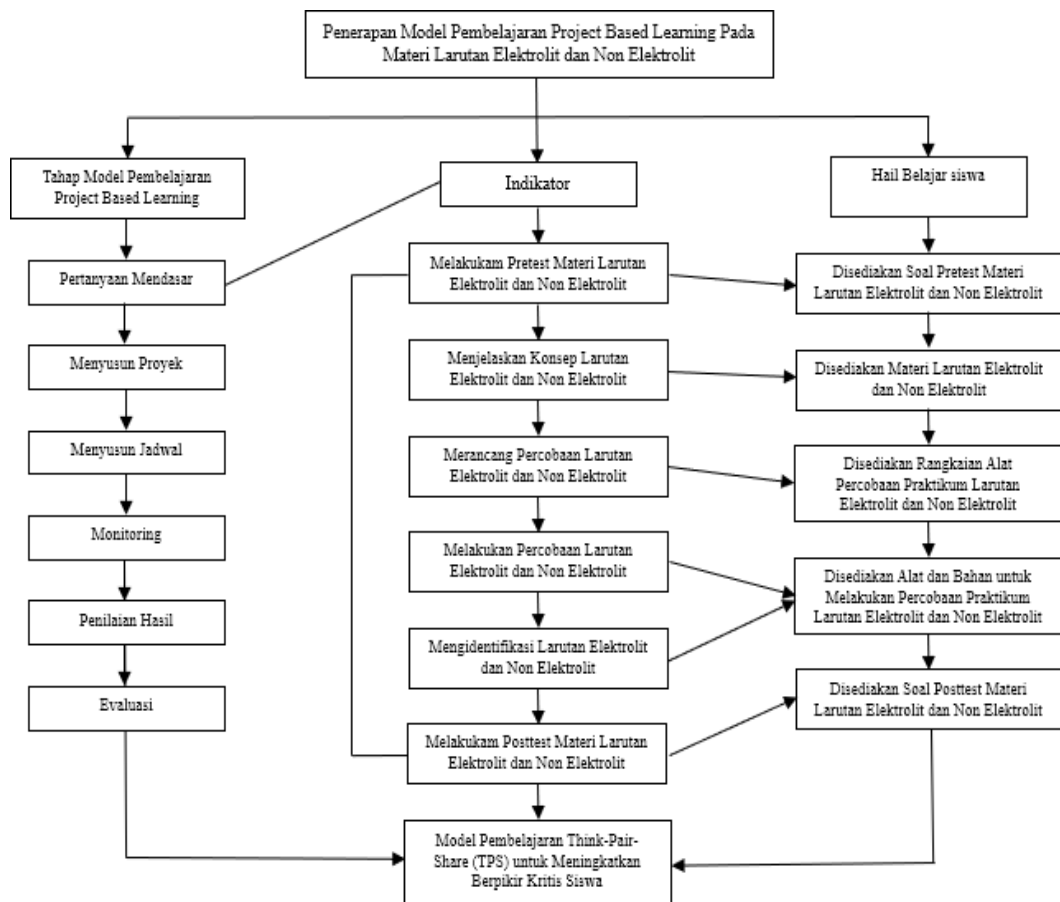 Penerapan Model Pembelajaran Project Based Learning Pada
Materi Larutan Elektrolit dan Non Elektrolit
Tahap Model Pembelajaran
Project Based Learning
Pertanyaan Mendasar
Menyusun Proyek
Menyusun Jadwal
Monitoring
Penilaian Hasil
Evaluasi
Indikator
Melakukam Pretest Materi Larutan
Elektrolit dan Non Elektrolit
Menjelaskan Konsep Larutan
Elektrolit dan Non Elektrolit
Merancang Percobaan Larutan
Elektrolit dan Non Elektrolit
Melakukan Percobaan Larutan
Elektrolit dan Non Elektrolit
Mengidentifikasi Larutan Elektrolit
dan Non Elektrolit
Melakukam Posttest Materi Larutan
Elektrolit dan Non Elektrolit
Hail Belajar siswa
Disediakan Soal Pretest Materi
Larutan Elektrolit dan Non Elektrolit
Disediakan Materi Larutan Elektrolit
dan Non Elektrolit
Disediakan Rangkaian Alat
Percobaan Praktikum Larutan
Elektrolit dan Non Elektrolit
Disediakan Alat dan Bahan untuk
Melakukan Percobaan Praktikum
Larutan Elektrolit dan Non Elektrolit
Disediakan Soal Posttest Materi
Larutan Elektrolit dan Non Elektrolit
Model Pembelajaran Think-Pair-
Share (TPS) untuk Meningkatkan
Berpikir Kritis Siswa